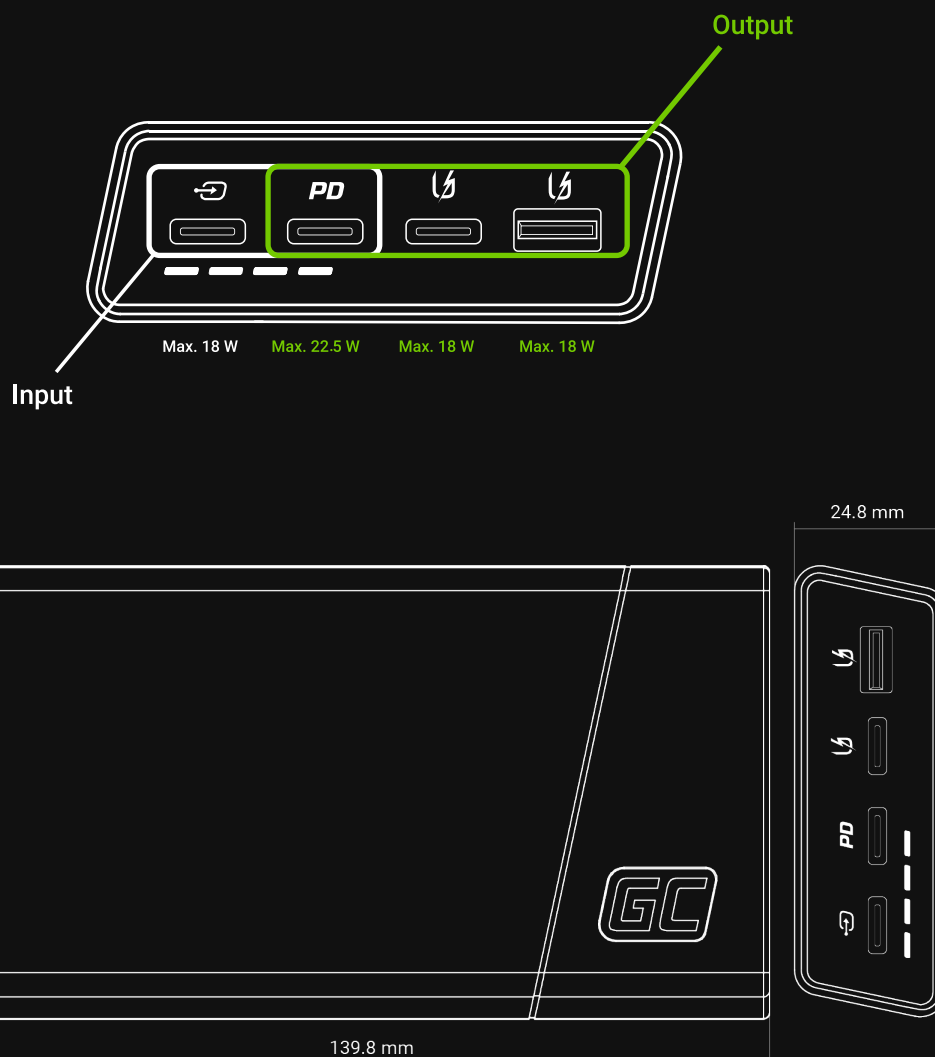 Output
PD
Max. 18 W Max. 22.5 W Max. 18 W Max. 18 W
Input
24.8 mm
PD
GC
139.8 mm